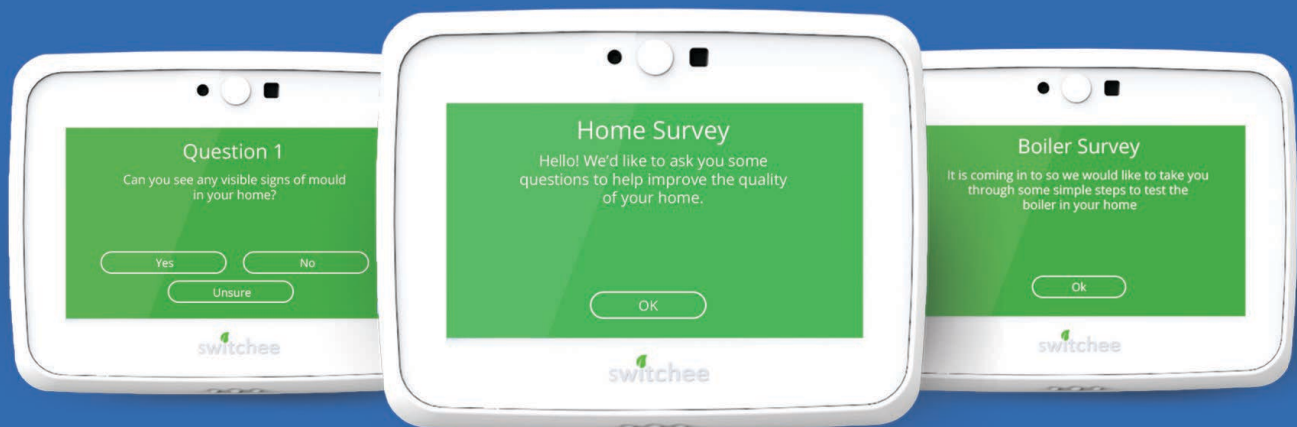 Question 1
Can you see any visible signs of mould
in your home?
Yes
No
Unsure
switchee
Home Survey
Hello! We'd like to ask you some
questions to help improve the quality
of your home.
OK
switchee
Boiler Survey
It is coming in to so we would like to take you
through some simple steps to test the
boiler in your home
Ok
switchee